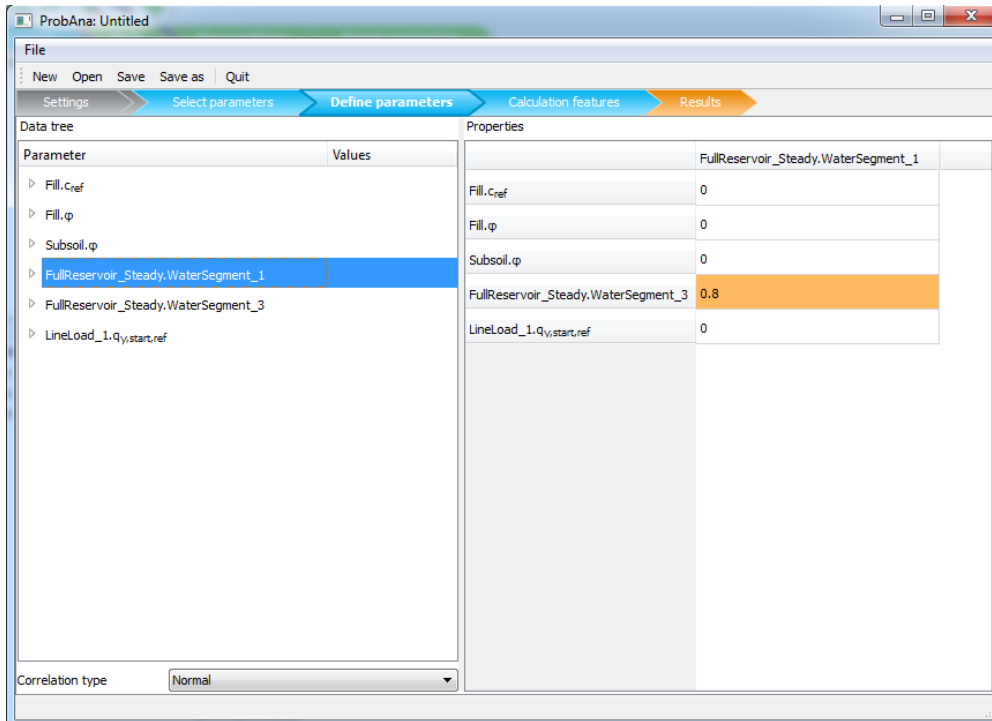 ProbAna: Untitled
File
New Open Save Save as Quit
Settings Select parameters Define parameters Calculation features Results
Data tree
Parameter Values
Fill.cref
Fill.φ
Subsoil.φ
FullReservoir_Steady.WaterSegment_1
FullReservoir_Steady.WaterSegment_3
LineLoad_1.qy,start,ref
Correlation type Normal
Properties
FullReservoir_Steady.WaterSegment_1
Fill.cref 0
Fill.φ 0
Subsoil.φ 0
FullReservoir_Steady.WaterSegment_3 0.8
LineLoad_1.qy,start,ref 0